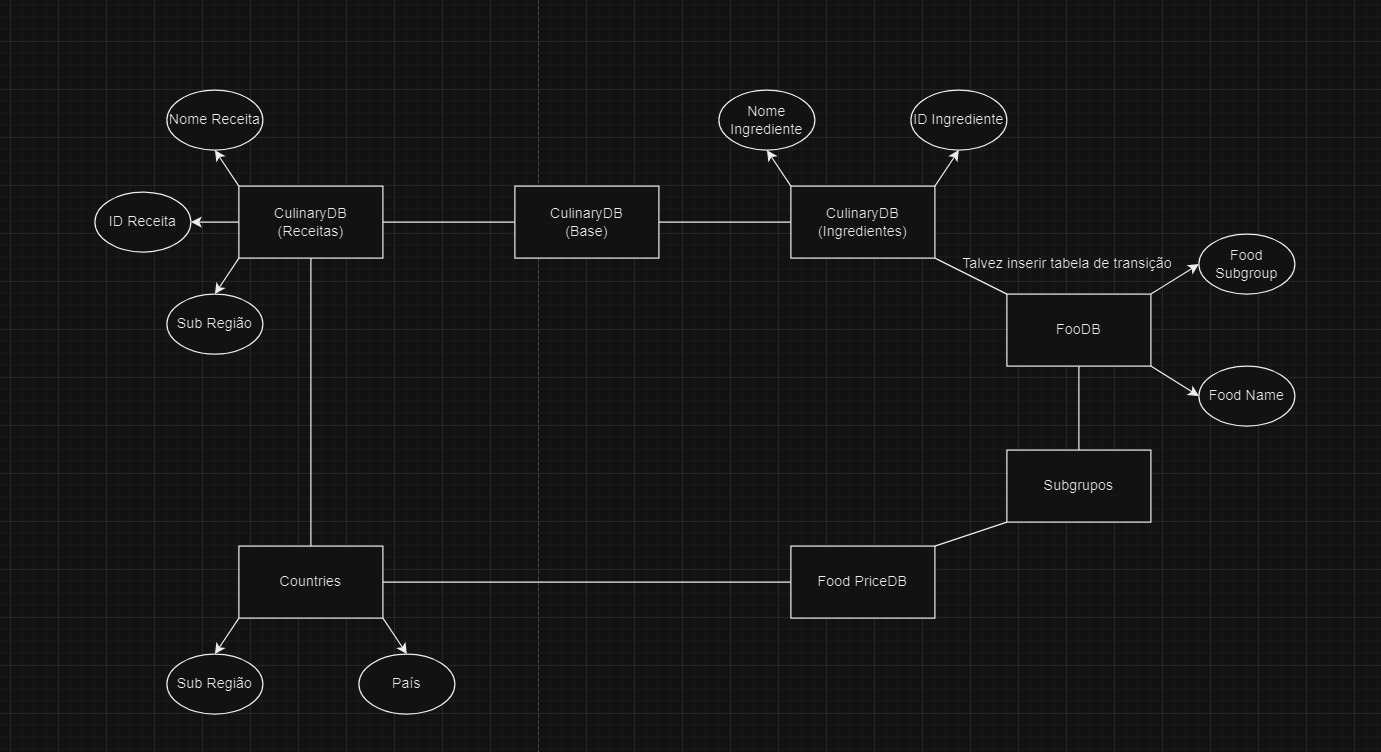 Nome Receita
Nome
Ingrediente
ID Ingrediente
ID Receita
CulinaryDB
(Receitas)
CulinaryDB
(Base)
CulinaryDB
(Ingredientes)
Talvez inserir tabela de transição
Food
Subgroup
Sub Região
FooDB
Food Name
Subgrupos
Countries
Food PriceDB
Sub Região
País